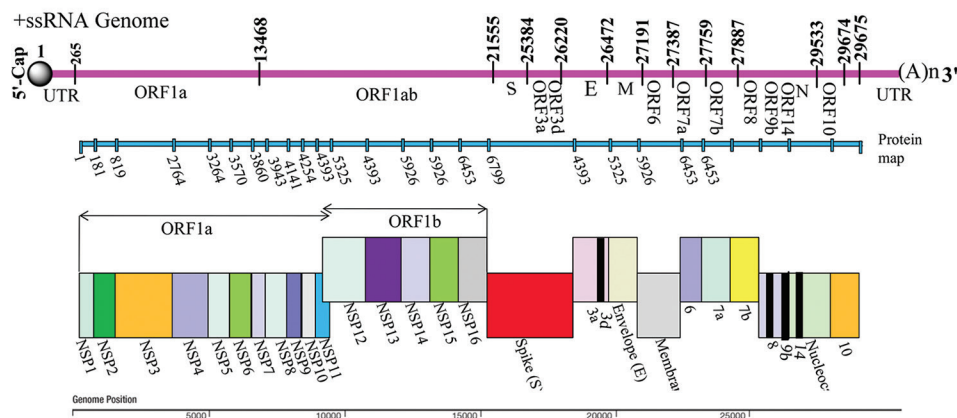 +ssRNA Genome
5'-Cap
1
265
13468
21555
25384
26220
26472
27191
27387
27759
27887
29533
29674
29675
(A)n 3'
UTR
ORF1a
ORF1ab
S
ORF3a
ORF3d
E
M
ORF6
ORF7a
ORF7b
ORF8
ORF9b
ORF14
N
ORF10
UTR
Protein
map
1
181
819
2764
3264
3570
3860
3943
4141
4254
4393
5325
4393
5926
5926
6453
6799
4393
5325
5926
6453
6453
ORF1a
ORF1b
NSP1
NSP2
NSP3
NSP4
NSP5
NSP6
NSP7
NSP8
NSP9
NSP10
NSP11
NSP12
NSP13
NSP14
NSP15
NSP16
Spike (S
3a
3d
Envelope (E)
Membra
6
7a
7b
8
9b
14
Nucleoc
10
Genome Position
5000
10000
15000
20000
25000